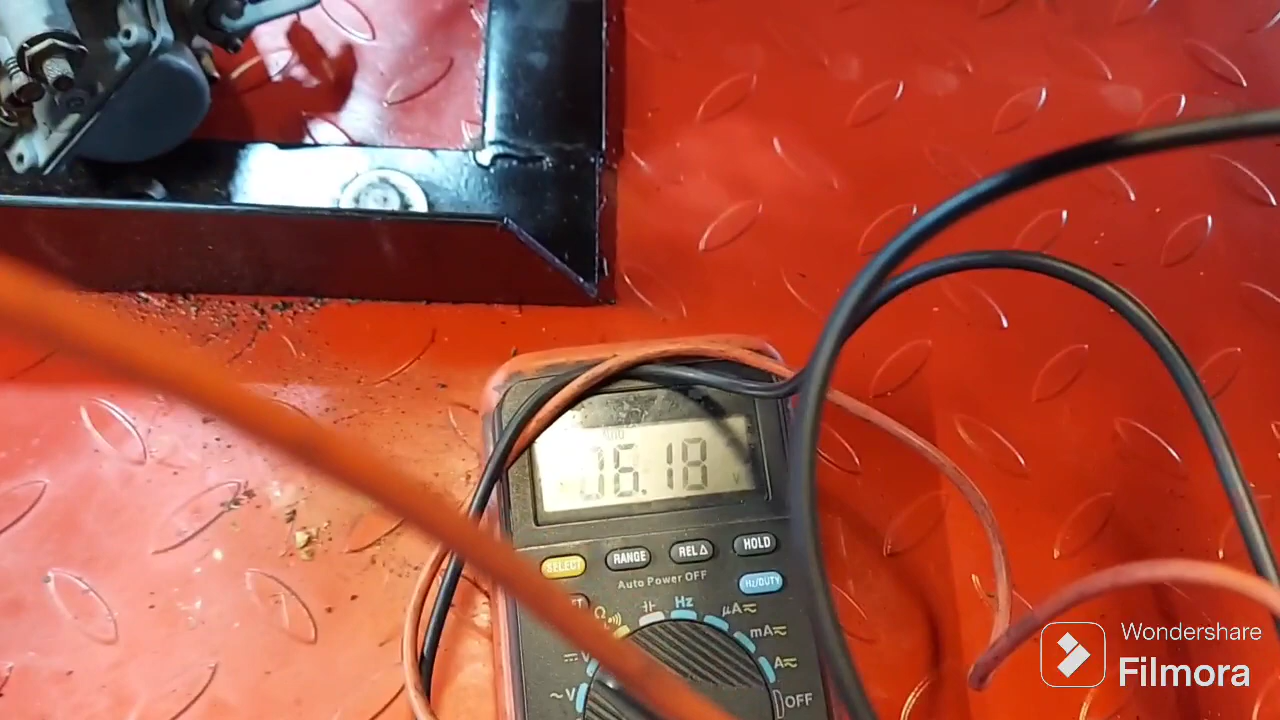 06.18 V
SELECT
RANGE
REL Δ
HOLD
Auto Power OFF
Hz/DUTY
Hz
μA
mA
A
V
~V
OFF
Wondershare
Filmora